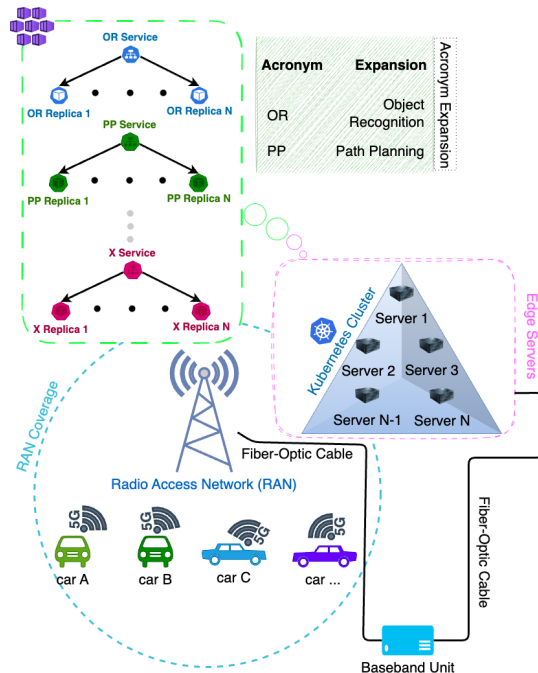 OR Service
OR Replica 1
OR Replica N
PP Service
PP Replica 1
PP Replica N
X Service
X Replica 1
X Replica N
Acronym Expansion
OR Object
Recognition
PP Path Planning
Acronym Expansion
Edge Servers
Kubernetes Cluster
Server 1
Server 2 Server 3
Server N-1 Server N
RAN Coverage
Radio Access Network (RAN)
Fiber-Optic Cable
Fiber-Optic Cable
5G
5G
5G
5G
car A
car B
car C
car ...
Baseband Unit